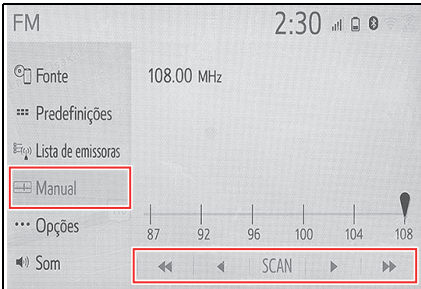 FM 2:30
Fonte 108.00 MHz
Predefinições
Lista de emissoras
Manual
Opções
87 92 96 100 104 108
Som SCAN